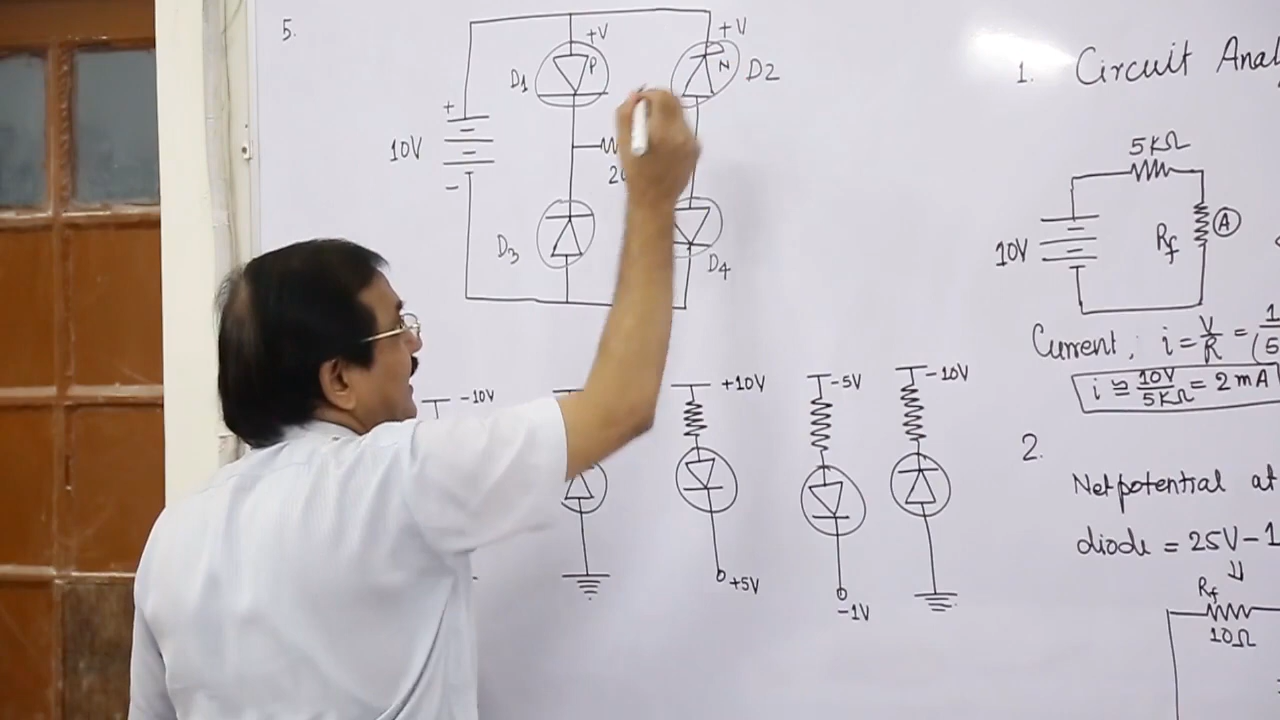 5.
+V
+V
D1
P
N
D2
+
10V
-
D3
D4
-10V
+10V
-5V
-10V
+5V
-1V
1. Circuit
5KΩ
10V
Rf
A
Current, i = V/R =
i ≅ 10V/5KΩ = 2mA
2.
Net potential at
diode = 25V-1
Rf
10Ω